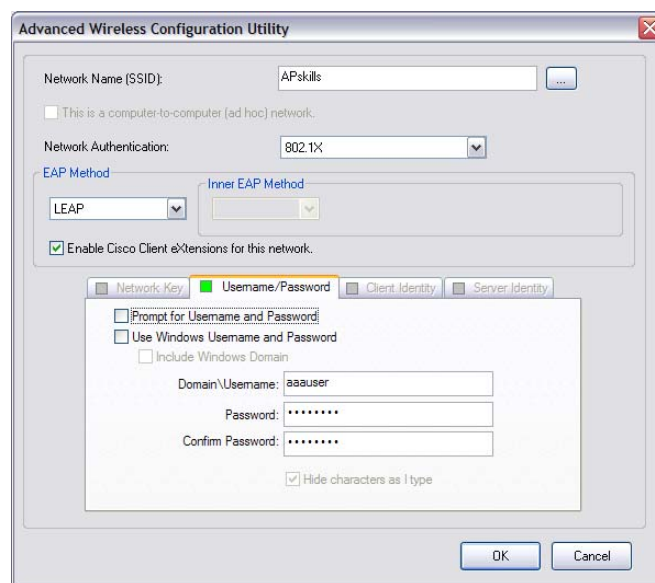 Advanced Wireless Configuration Utility
Network Name (SSID): APskills ...
This is a computer-to-computer (ad hoc) network.
Network Authentication: 802.1X
EAP Method
Inner EAP Method
LEAP
Enable Cisco Client eXtensions for this network.
Network Key Username/Password Client Identity Server Identity
Prompt for Username and Password
Use Windows Username and Password
Include Windows Domain
Domain\Username: aaauser
Password: ••••••••
Confirm Password: ••••••••
Hide characters as I type
OK Cancel